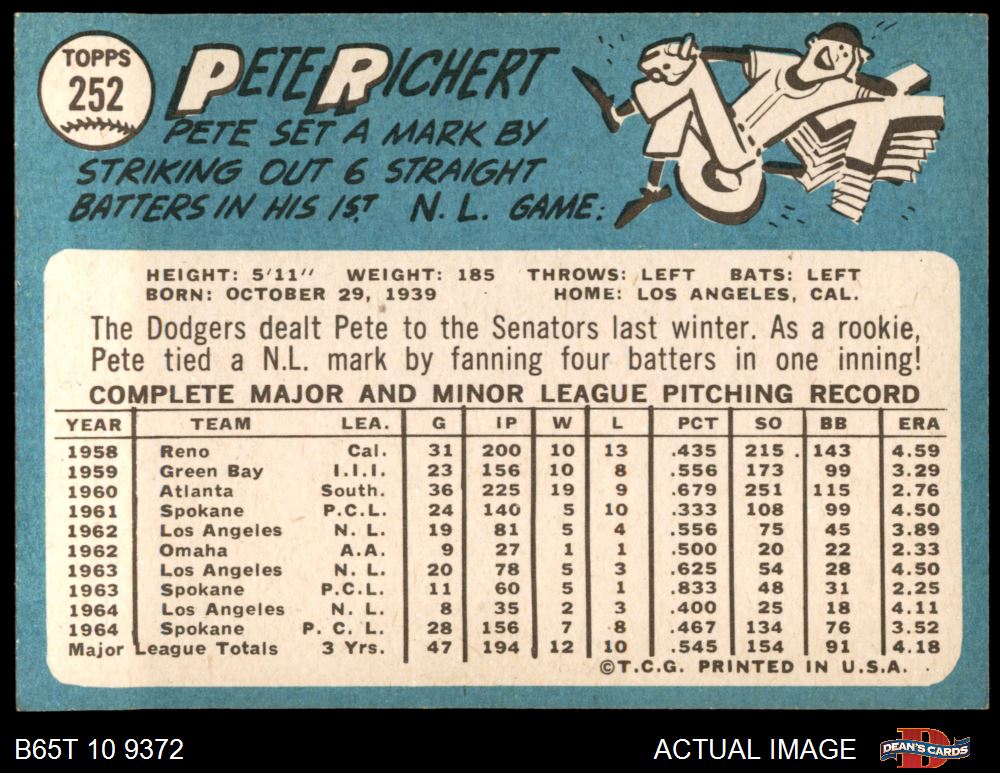 TOPPS
252
PETE RICHERT
PETE SET A MARK BY
STRIKING OUT 6 STRAIGHT
BATTERS IN HIS 1ST N. L. GAME:
HEIGHT: 5'11" WEIGHT: 185 THROWS: LEFT BATS: LEFT
BORN: OCTOBER 29, 1939 HOME: LOS ANGELES, CAL.
The Dodgers dealt Pete to the Senators last winter. As a rookie,
Pete tied a N.L. mark by fanning four batters in one inning!
COMPLETE MAJOR AND MINOR LEAGUE PITCHING RECORD
YEAR TEAM LEA. G IP W L PCT SO BB ERA
1958 Reno Cal. 31 200 10 13 .435 215 143 4.59
1959 Green Bay I.I.I. 23 156 10 8 .556 173 99 3.29
1960 Atlanta South. 36 225 19 9 .679 251 115 2.76
1961 Spokane P.C.L. 24 140 5 10 .333 108 99 4.50
1962 Los Angeles N. L. 19 81 5 4 .556 75 45 3.89
1962 Omaha A.A. 9 27 1 1 .500 20 22 2.33
1963 Los Angeles N. L. 20 78 5 3 .625 54 28 4.50
1963 Spokane P.C.L. 11 60 5 1 .833 48 31 2.25
1964 Los Angeles N. L. 8 35 2 3 .400 25 18 4.11
1964 Spokane P. C. L. 28 156 7 8 .467 134 76 3.52
Major League Totals 3 Yrs. 47 194 12 10 .545 154 91 4.18
©T.C.G. PRINTED IN U.S.A.
B65T 10 9372 ACTUAL IMAGE DEAN'S CARDS